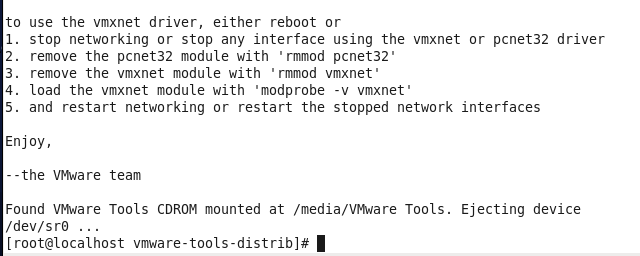 to use the vmxnet driver, either reboot or
1. stop networking or stop any interface using the vmxnet or pcnet32 driver
2. remove the pcnet32 module with 'rmmod pcnet32'
3. remove the vmxnet module with 'rmmod vmxnet'
4. load the vmxnet module with 'modprobe -v vmxnet'
5. and restart networking or restart the stopped network interfaces
Enjoy,
--the VMware team
Found VMware Tools CDROM mounted at /media/VMware Tools. Ejecting device
/dev/sr0 ...
[root@localhost vmware-tools-distrib]#